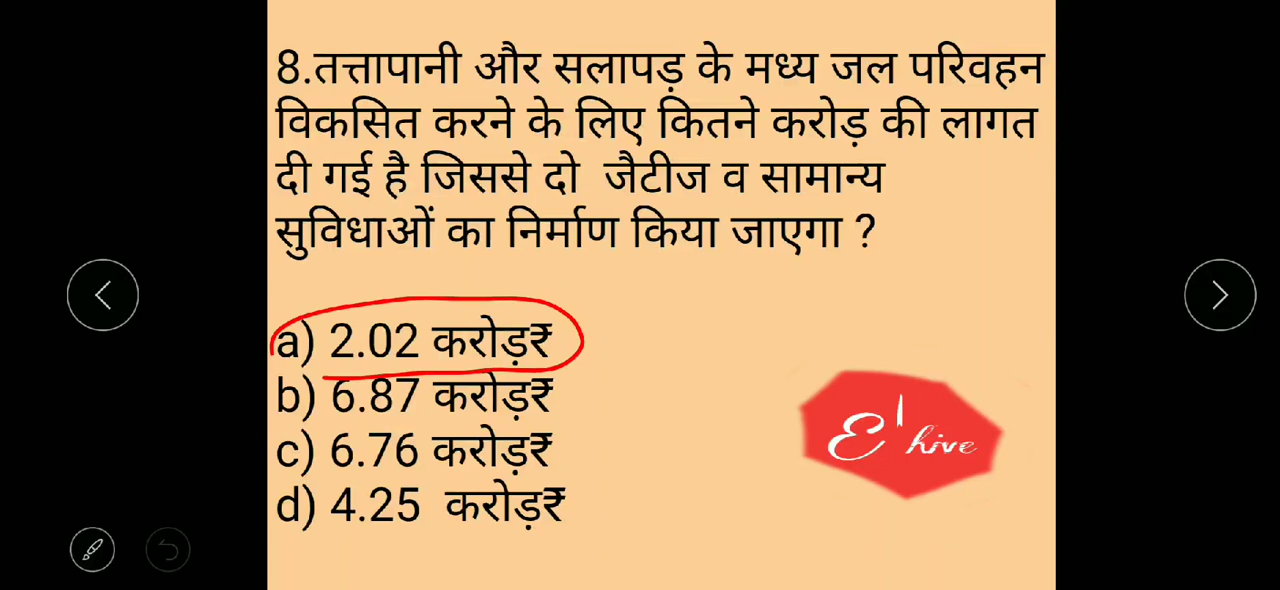 8.तत्तापानी और सलापड़ के मध्य जल परिवहन
विकसित करने के लिए कितने करोड़ की लागत
दी गई है जिससे दो जैटीज व सामान्य
सुविधाओं का निर्माण किया जाएगा ?
a) 2.02 करोड़₹
b) 6.87 करोड़₹
c) 6.76 करोड़₹
d) 4.25 करोड़₹
E' hive